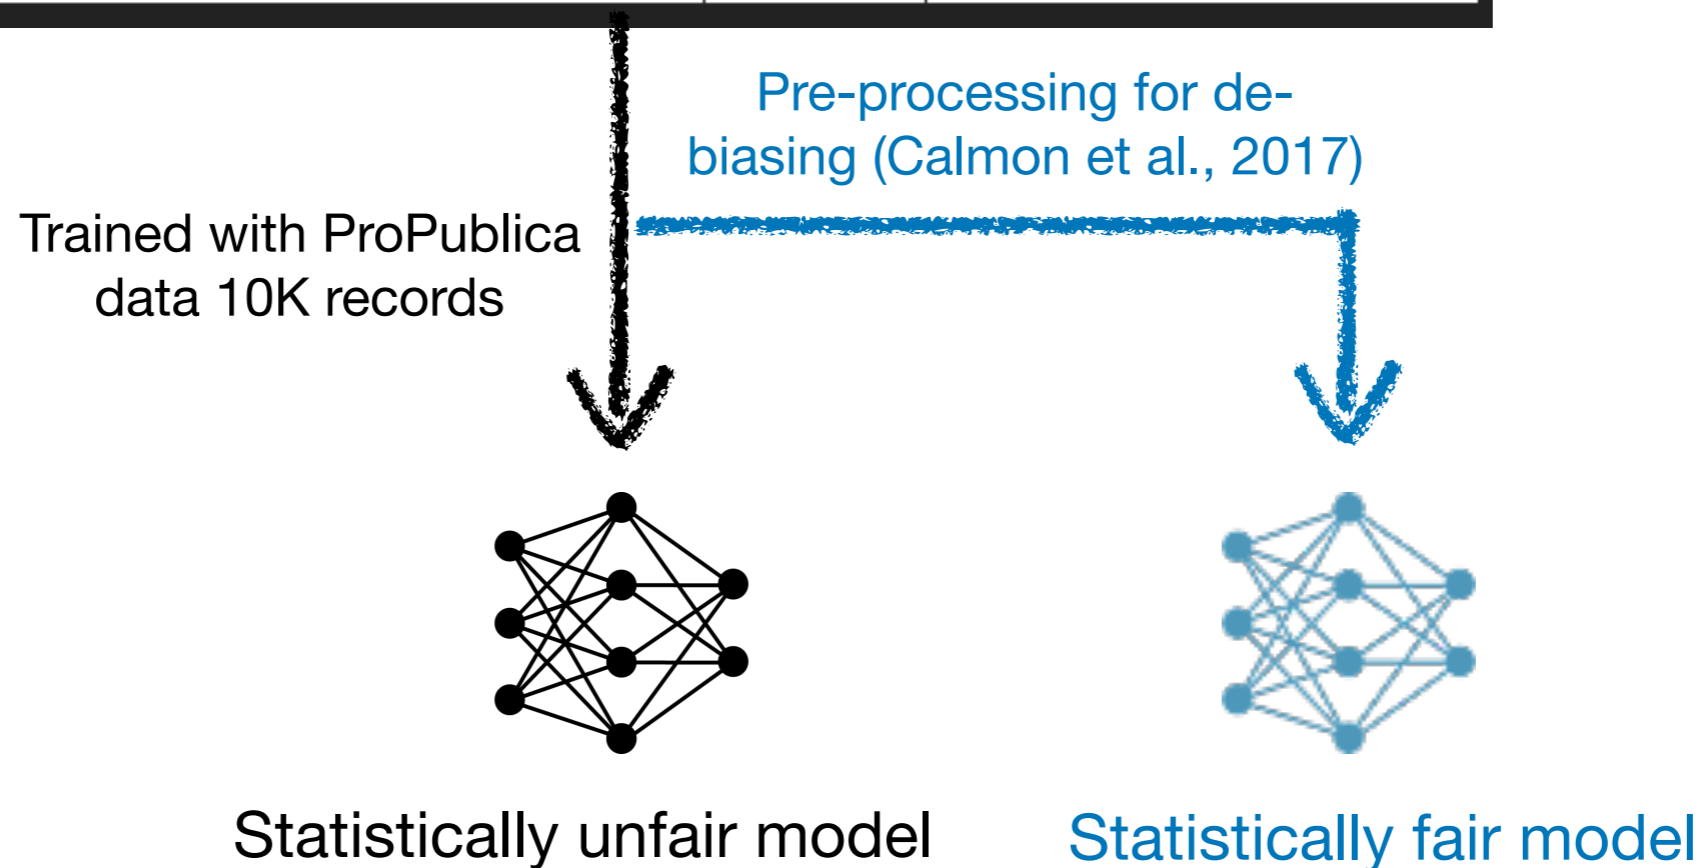 Pre-processing for de-
biasing (Calmon et al., 2017)
Trained with ProPublica
data 10K records
Statistically unfair model
Statistically fair model